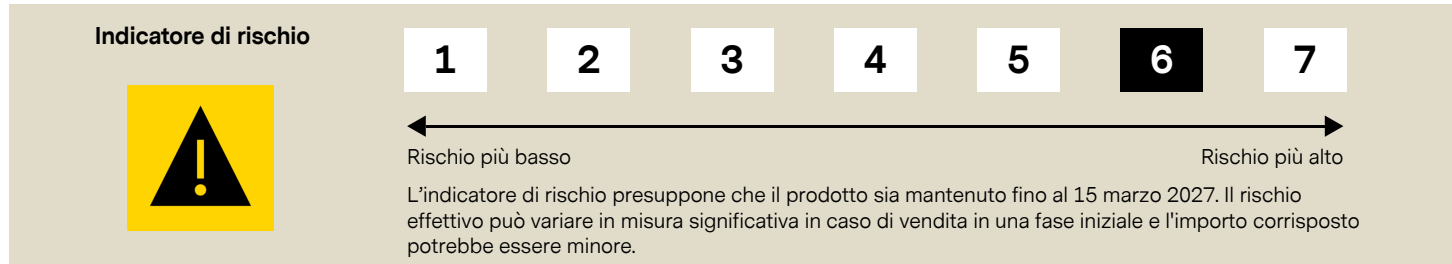 Indicatore di rischio
1 2 3 4 5 6 7
Rischio più basso Rischio più alto
L'indicatore di rischio presuppone che il prodotto sia mantenuto fino al 15 marzo 2027. Il rischio
effettivo può variare in misura significativa in caso di vendita in una fase iniziale e l'importo corrisposto
potrebbe essere minore.